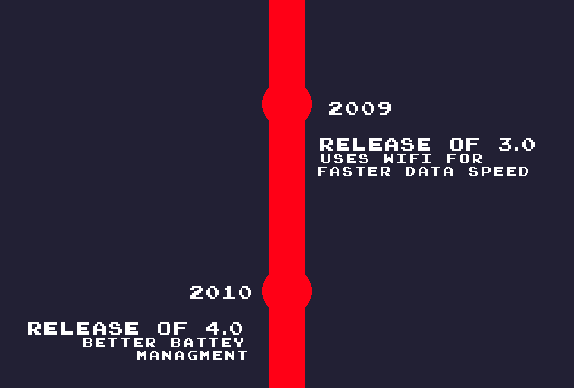 2009
RELEASE OF 3.0
USES WIFI FOR
FASTER DATA SPEED
2010
RELEASE OF 4.0
BETTER BATTEY
MANAGMENT